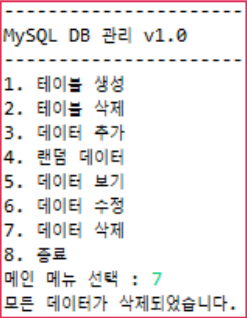 ----------------------
MySQL DB 관리 v1.0
----------------------
1. 테이블 생성
2. 테이블 삭제
3. 데이터 추가
4. 랜덤 데이터
5. 데이터 보기
6. 데이터 수정
7. 데이터 삭제
8. 종료
메인 메뉴 선택 : 7
모든 데이터가 삭제되었습니다.